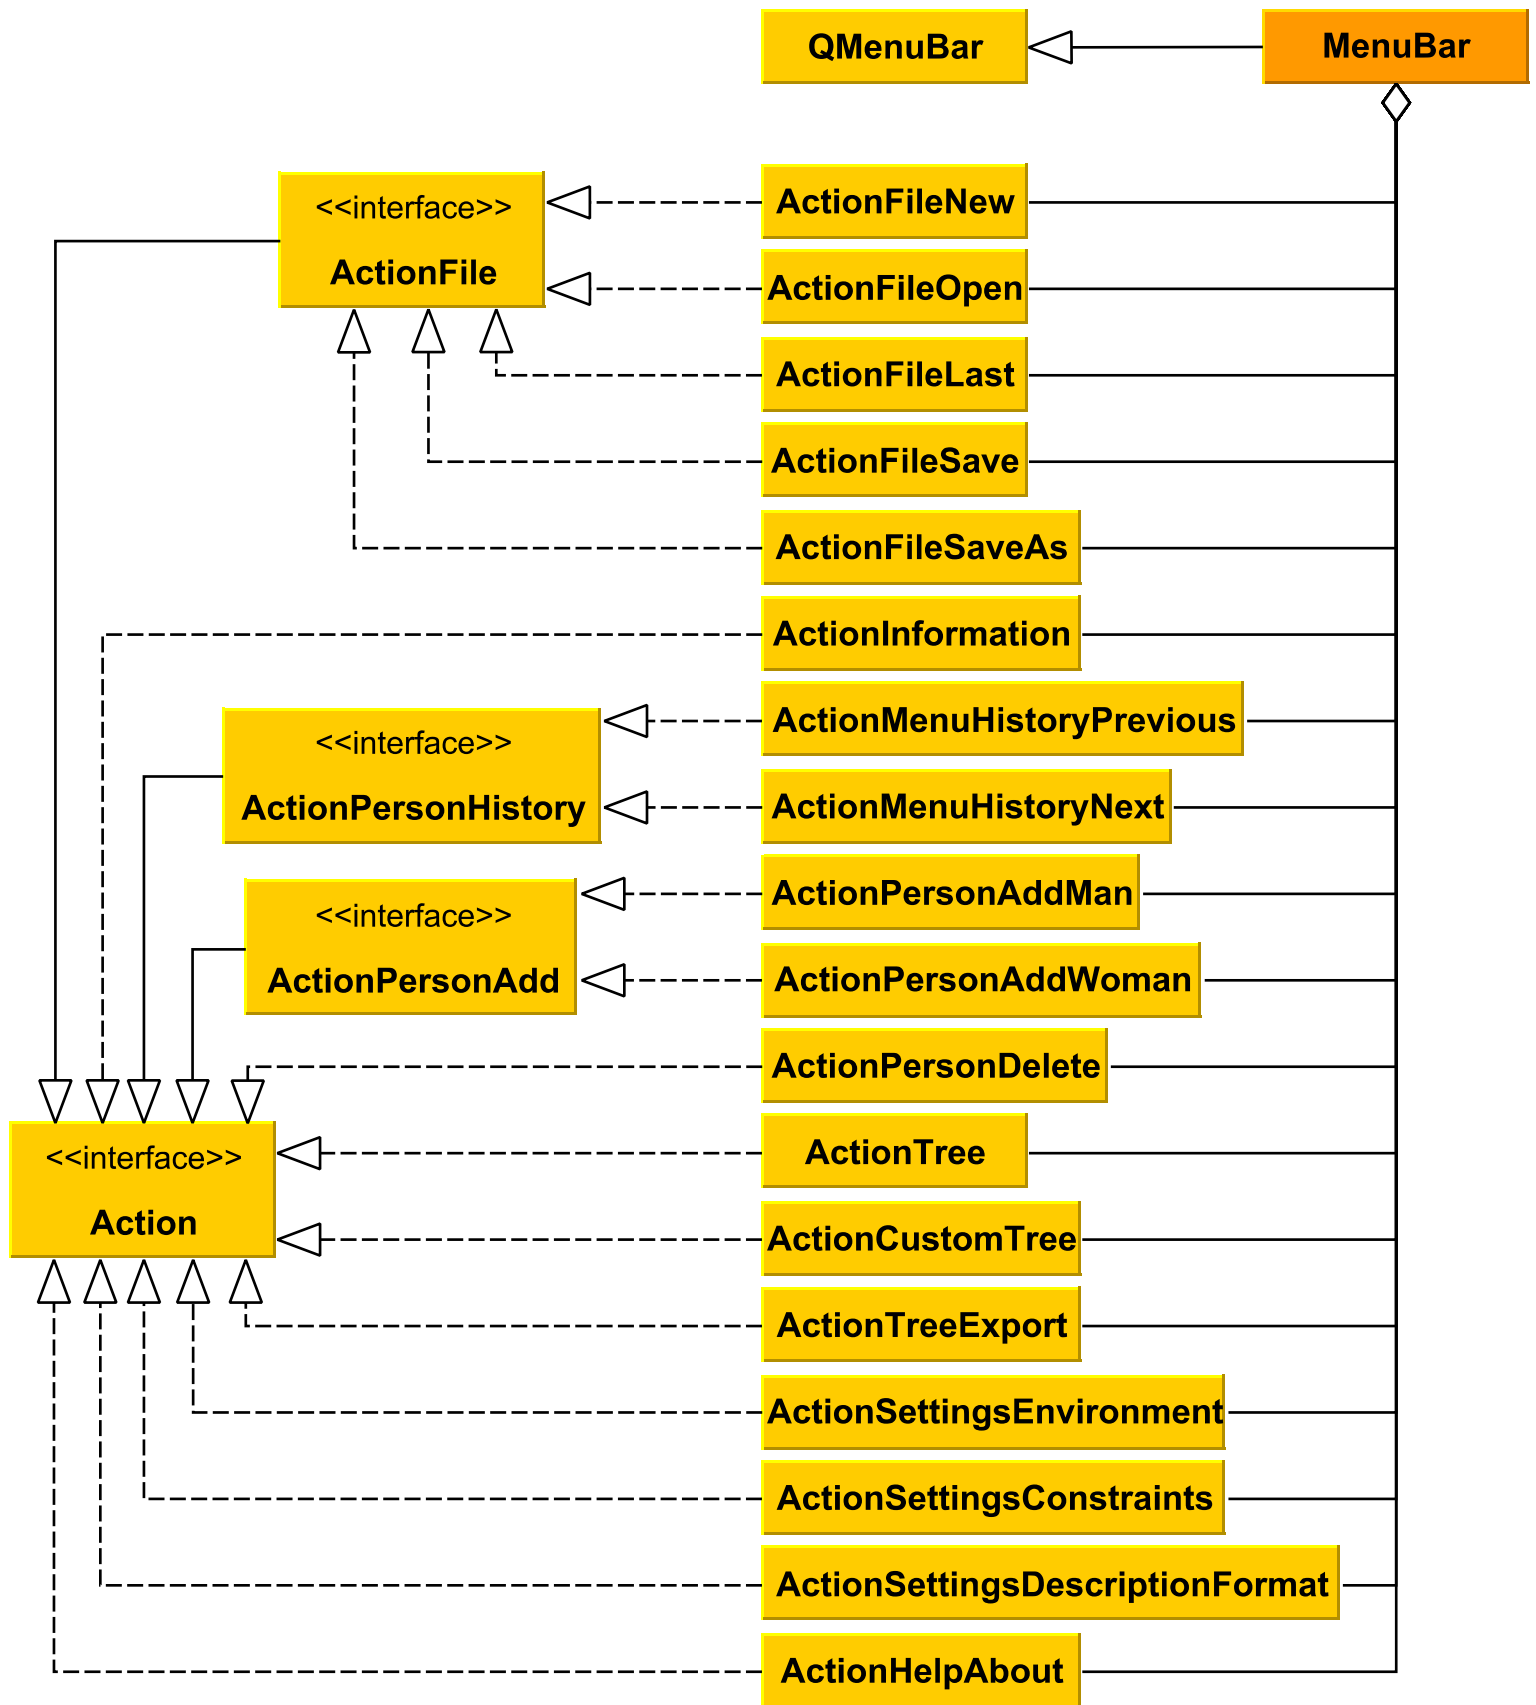 QMenuBar
MenuBar
<<interface>>
ActionFile
ActionFileNew
ActionFileOpen
ActionFileLast
ActionFileSave
ActionFileSaveAs
ActionInformation
<<interface>>
ActionPersonHistory
ActionMenuHistoryPrevious
ActionMenuHistoryNext
<<interface>>
ActionPersonAdd
ActionPersonAddMan
ActionPersonAddWoman
ActionPersonDelete
<<interface>>
Action
ActionTree
ActionCustomTree
ActionTreeExport
ActionSettingsEnvironment
ActionSettingsConstraints
ActionSettingsDescriptionFormat
ActionHelpAbout